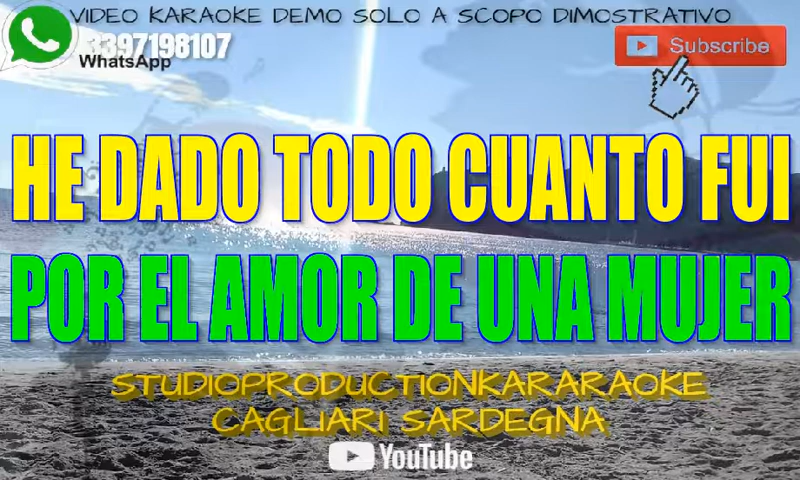 VIDEO KARAOKE DEMO SOLO A SCOPO DIMOSTRATIVO
3397198107
WhatsApp
Subscribe
HE DADO TODO CUANTO FUI
POR EL AMOR DE UNA MUJER
STUDIOPRODUCTIONKARARAOKE
CAGLIARI SARDEGNA
YouTube